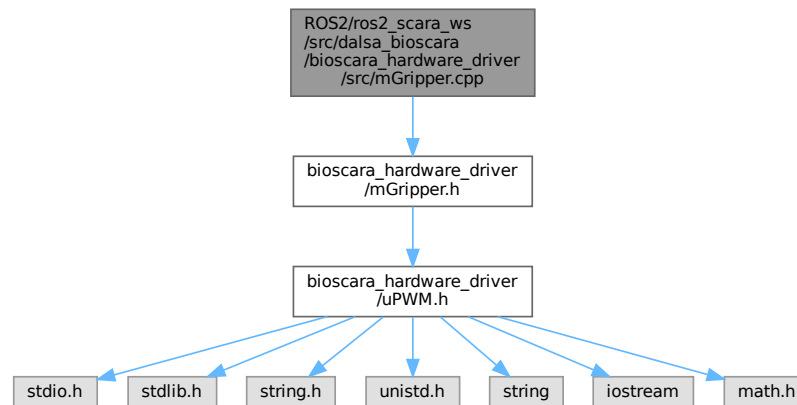 ROS2/ros2_scara_ws
/src/dalsa_bioscara
/bioscara_hardware_driver
/src/mGripper.cpp
bioscara_hardware_driver
/mGripper.h
bioscara_hardware_driver
/uPWM.h
stdio.h
stdlib.h
string.h
unistd.h
string
iostream
math.h